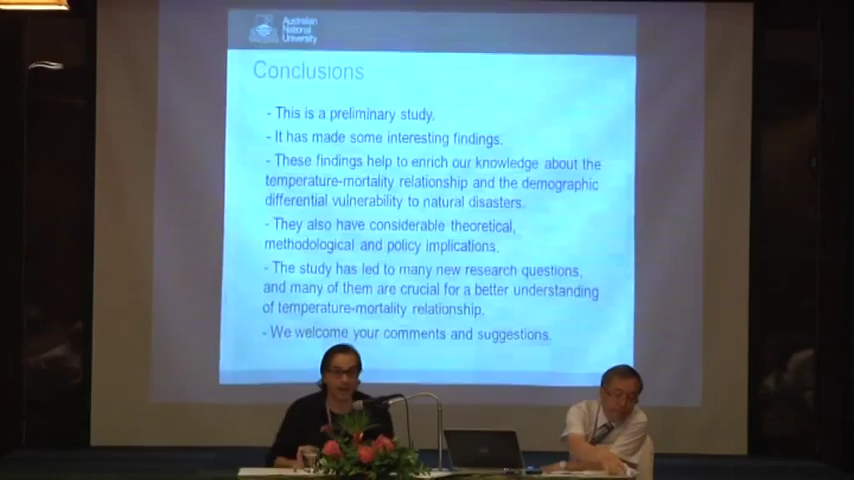 Australian
National
University
Conclusions
- This is a preliminary study.
- It has made some interesting findings.
- These findings help to enrich our knowledge about the
temperature-mortality relationship and the demographic
differential vulnerability to natural disasters.
- They also have considerable theoretical,
methodological and policy implications.
- The study has led to many new research questions,
and many of them are crucial for a better understanding
of temperature-mortality relationship.
- We welcome your comments and suggestions.